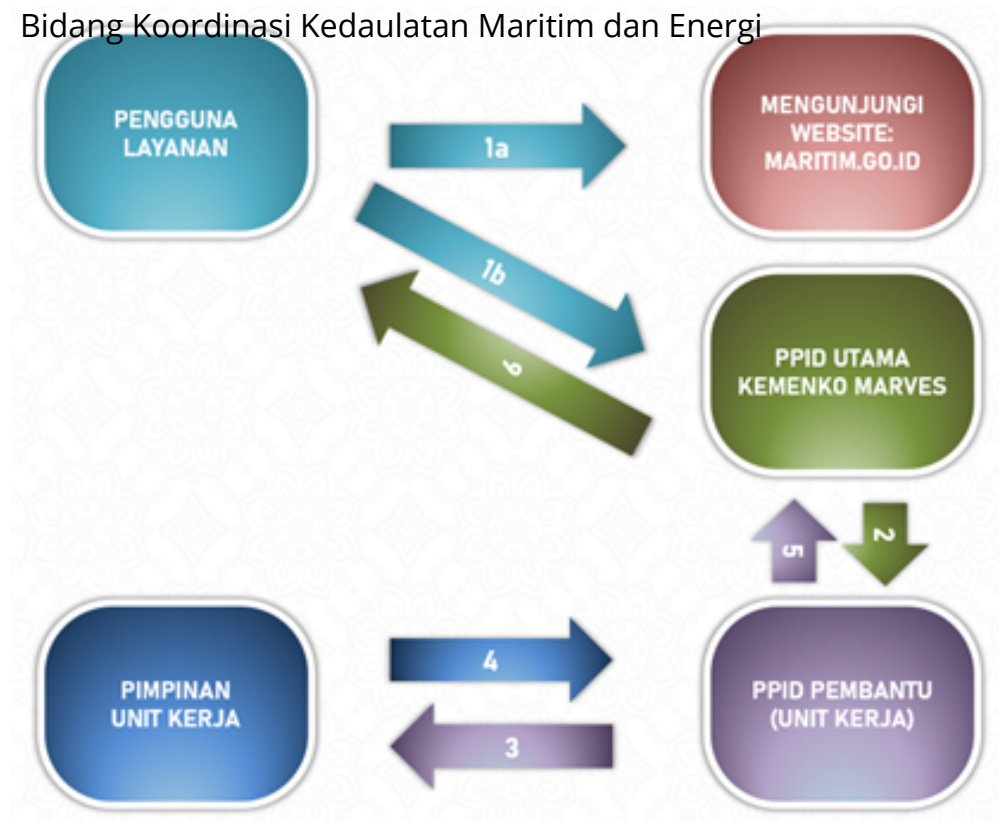 Bidang Koordinasi Kedaulatan Maritim dan Energi
PENGGUNA
LAYANAN
1a
MENGUNJUNGI
WEBSITE:
MARITIM.GO.ID
1b
6
PPID UTAMA
KEMENKO MARVES
5
2
PIMPINAN
UNIT KERJA
4
3
PPID PEMBANTU
(UNIT KERJA)